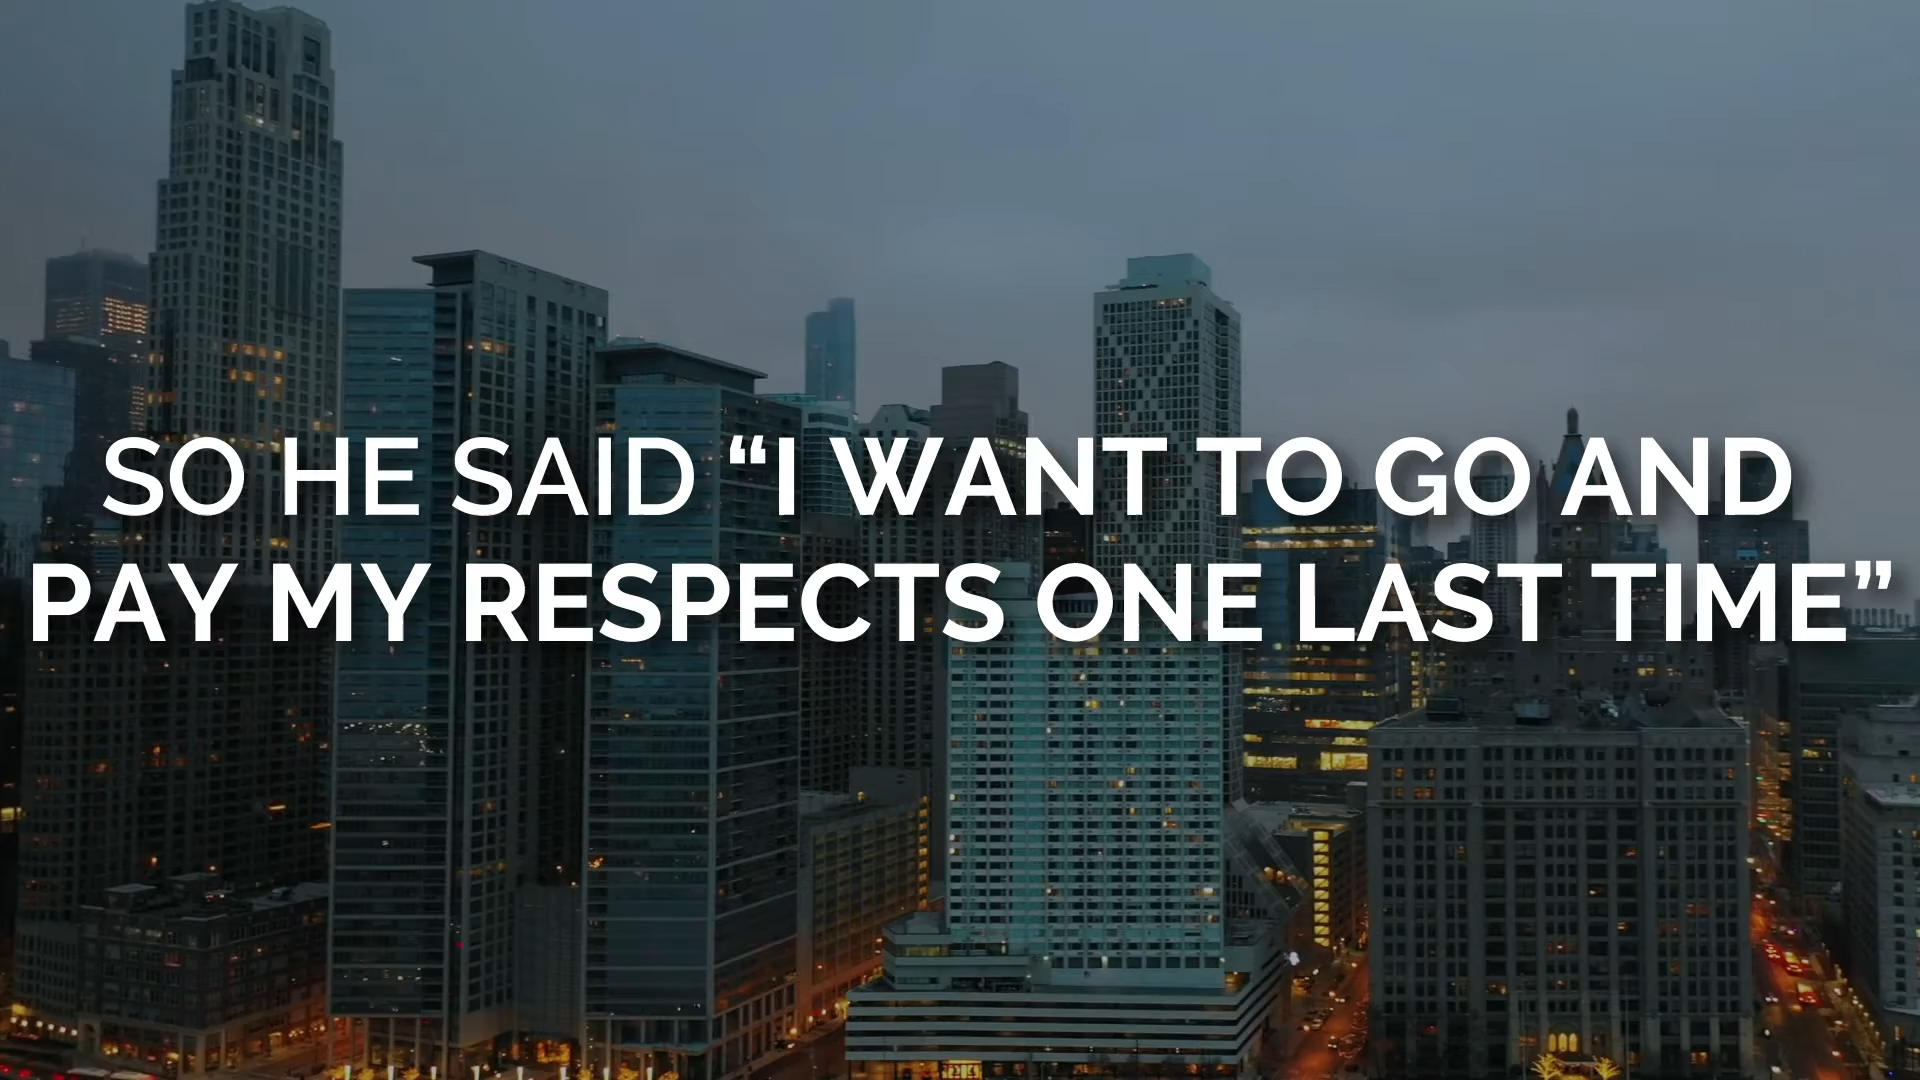 SO HE SAID “I WANT TO GO AND
PAY MY RESPECTS ONE LAST TIME”